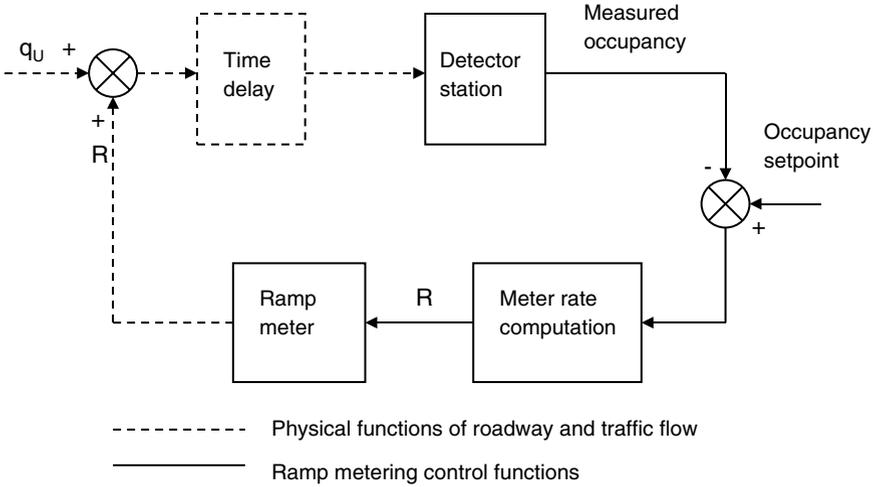 Measured
occupancy
q_U +
Time
delay
Detector
station
+
R
Occupancy
setpoint
-
+
Ramp
meter
R
Meter rate
computation
Physical functions of roadway and traffic flow
Ramp metering control functions